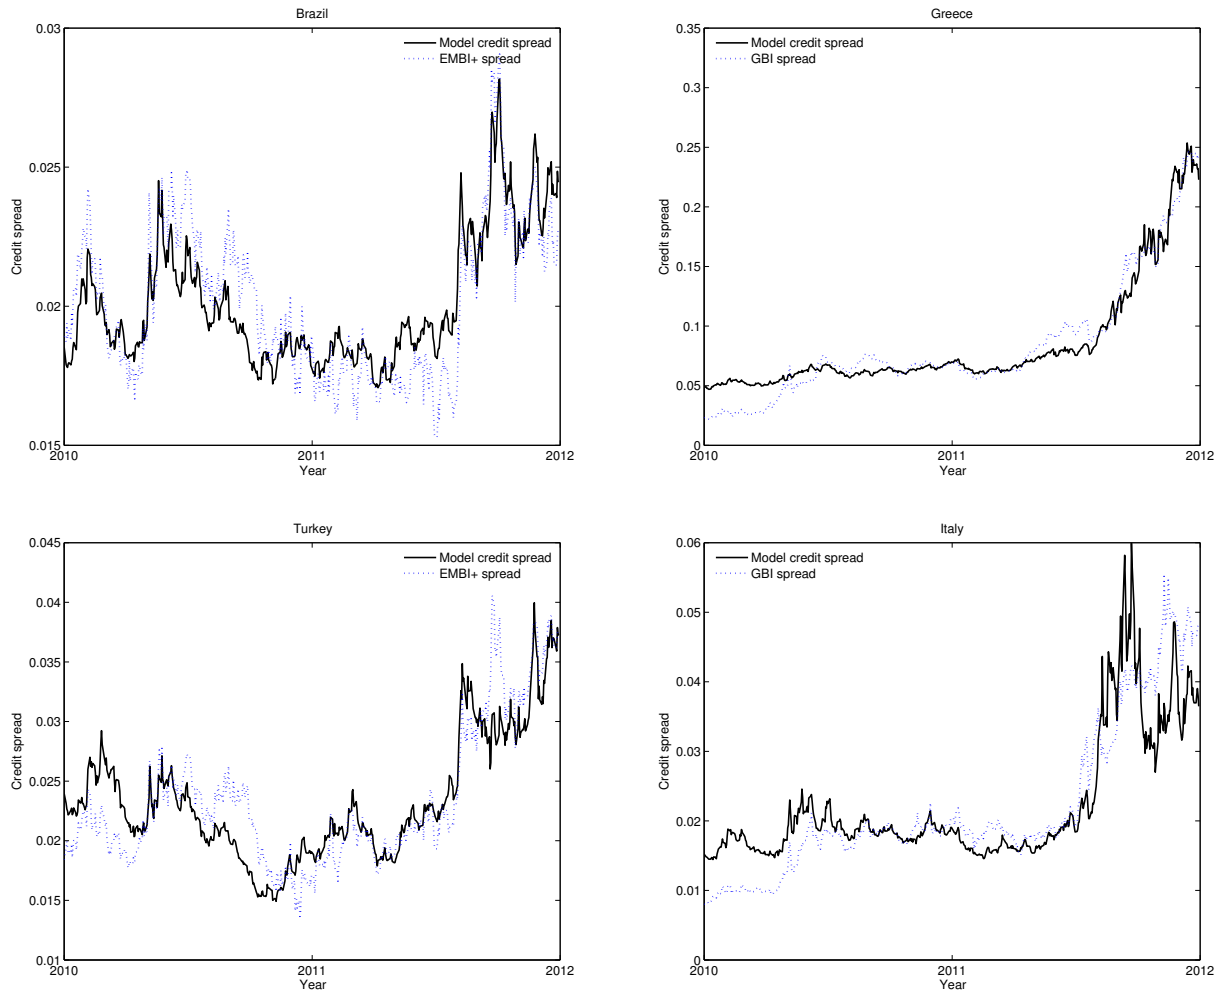 Brazil
0.03
0.025
0.02
0.015
Credit spread
2010
2011
2012
Year
Model credit spread
EMBI+ spread
Greece
0.35
0.3
0.25
0.2
0.15
0.1
0.05
0
Credit spread
2010
2011
2012
Year
Model credit spread
GBI spread
Turkey
0.045
0.04
0.035
0.03
0.025
0.02
0.015
0.01
Credit spread
2010
2011
2012
Year
Model credit spread
EMBI+ spread
Italy
0.06
0.05
0.04
0.03
0.02
0.01
0
Credit spread
2010
2011
2012
Year
Model credit spread
GBI spread